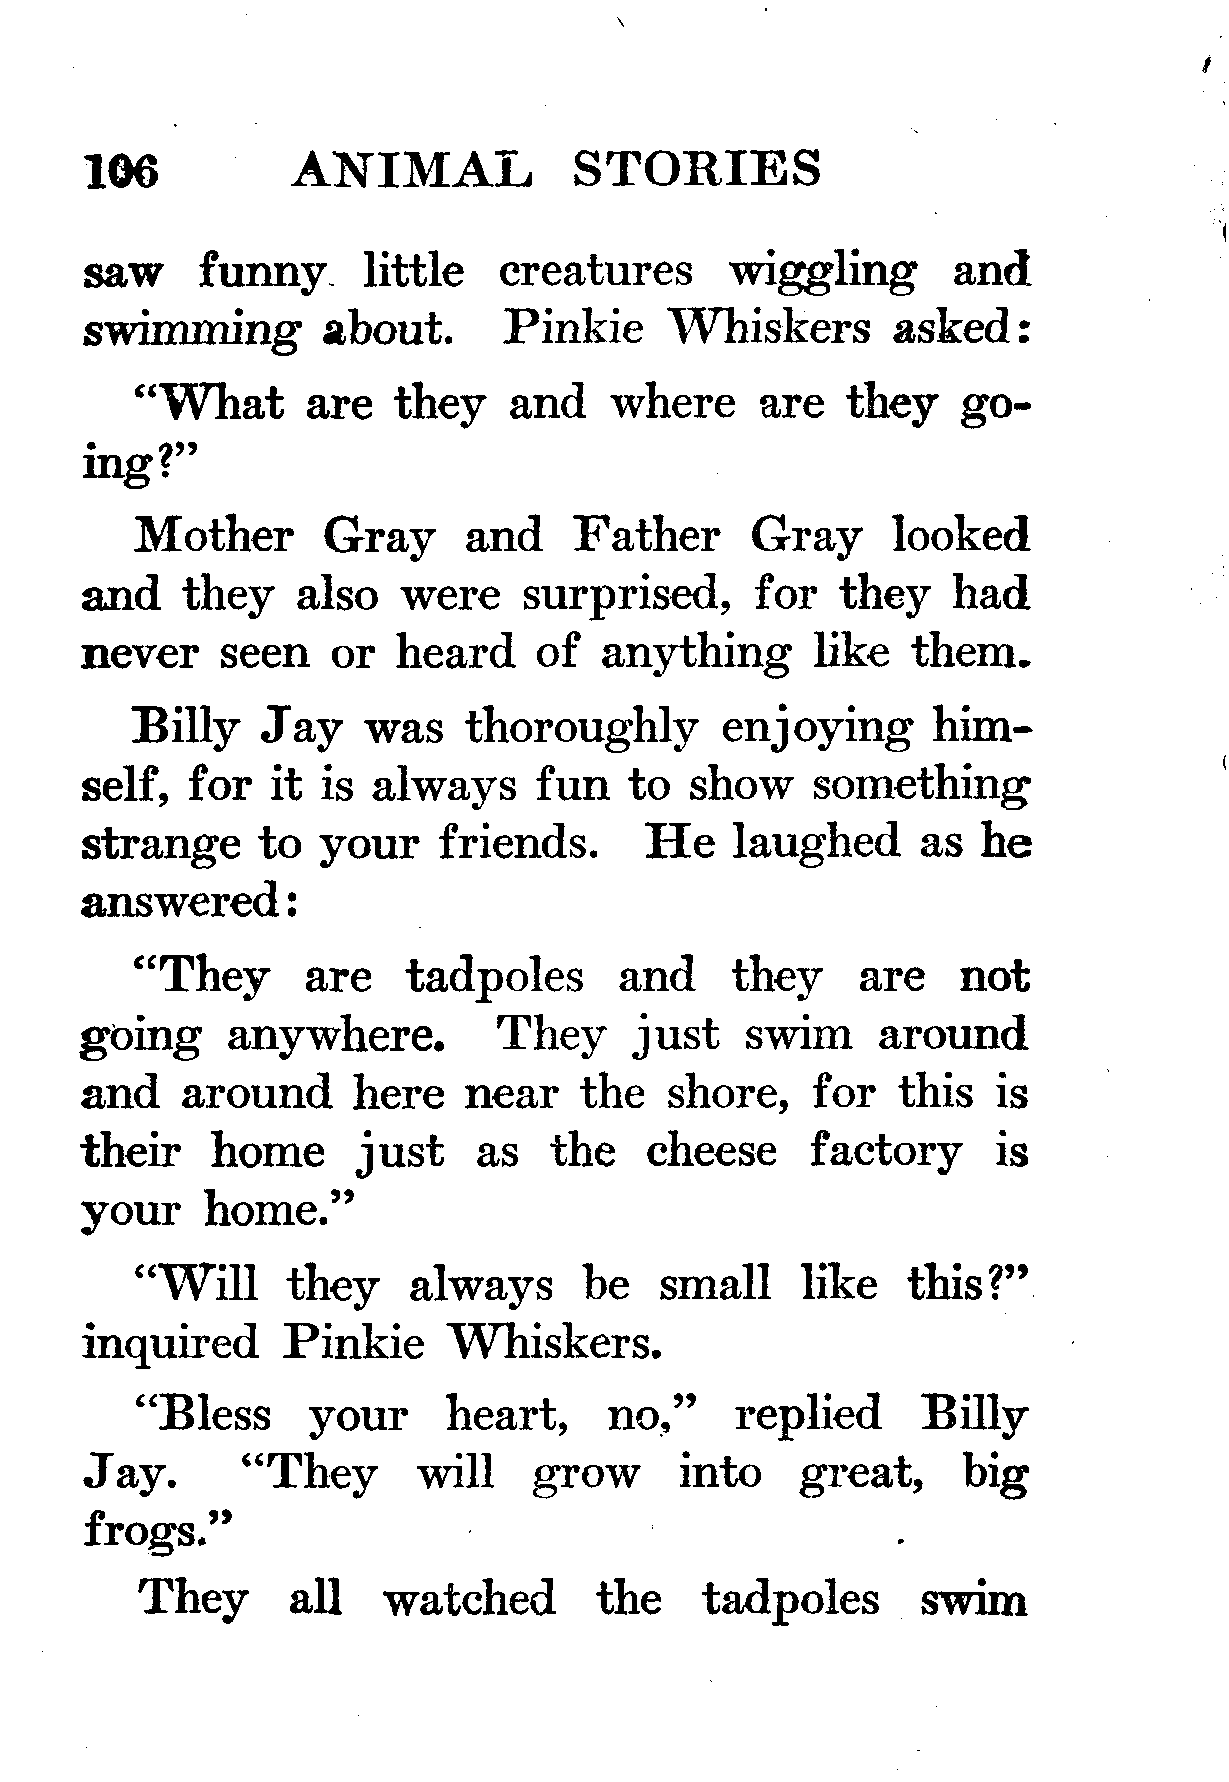 106 ANIMAL STORIES
saw funny little creatures wiggling and
swimming about. Pinkie Whiskers asked:
“What are they and where are they go-
ing?”
Mother Gray and Father Gray looked
and they also were surprised, for they had
never seen or heard of anything like them.
Billy Jay was thoroughly enjoying him-
self, for it is always fun to show something
strange to your friends. He laughed as he
answered:
“They are tadpoles and they are not
going anywhere. They just swim around
and around here near the shore, for this is
their home just as the cheese factory is
your home.”
“Will they always be small like this?”
inquired Pinkie Whiskers.
“Bless your heart, no,” replied Billy
Jay. “They will grow into great, big
frogs.”
They all watched the tadpoles swim